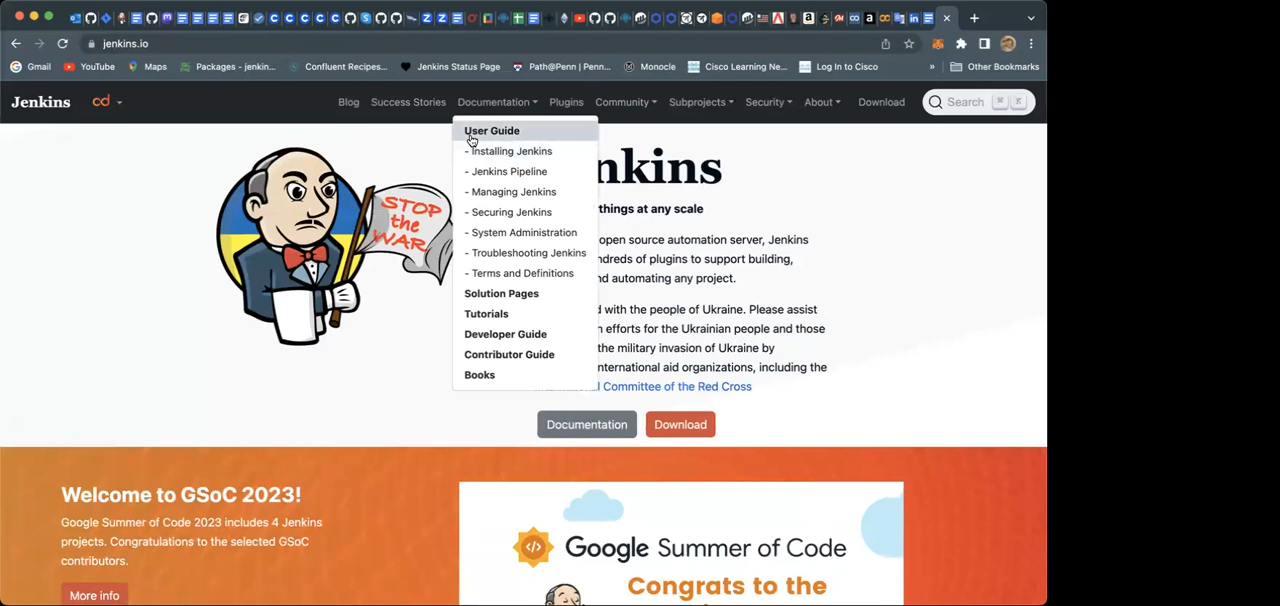 jenkins.io
Gmail YouTube Maps Packages - jenkin... Confluent Recipes... Jenkins Status Page Path@Penn | Penn... Monocle Cisco Learning Ne... Log In to Cisco » Other Bookmarks
Jenkins cd Blog Success Stories Documentation Plugins Community Subprojects Security About Download Search ⌘ K
User Guide
- Installing Jenkins
- Jenkins Pipeline
- Managing Jenkins
- Securing Jenkins
- System Administration
- Troubleshooting Jenkins
- Terms and Definitions
Solution Pages
Tutorials
Developer Guide
Contributor Guide
Books
STOP
the
WAR
nkins
things at any scale
open source automation server, Jenkins
ndreds of plugins to support building,
nd automating any project.
d with the people of Ukraine. Please assist
n efforts for the Ukrainian people and those
the military invasion of Ukraine by
nternational aid organizations, including the
l Committee of the Red Cross
Documentation Download
Welcome to GSoC 2023!
Google Summer of Code 2023 includes 4 Jenkins
projects. Congratulations to the selected GSoC
contributors.
More info
Google Summer of Code
Congrats to the